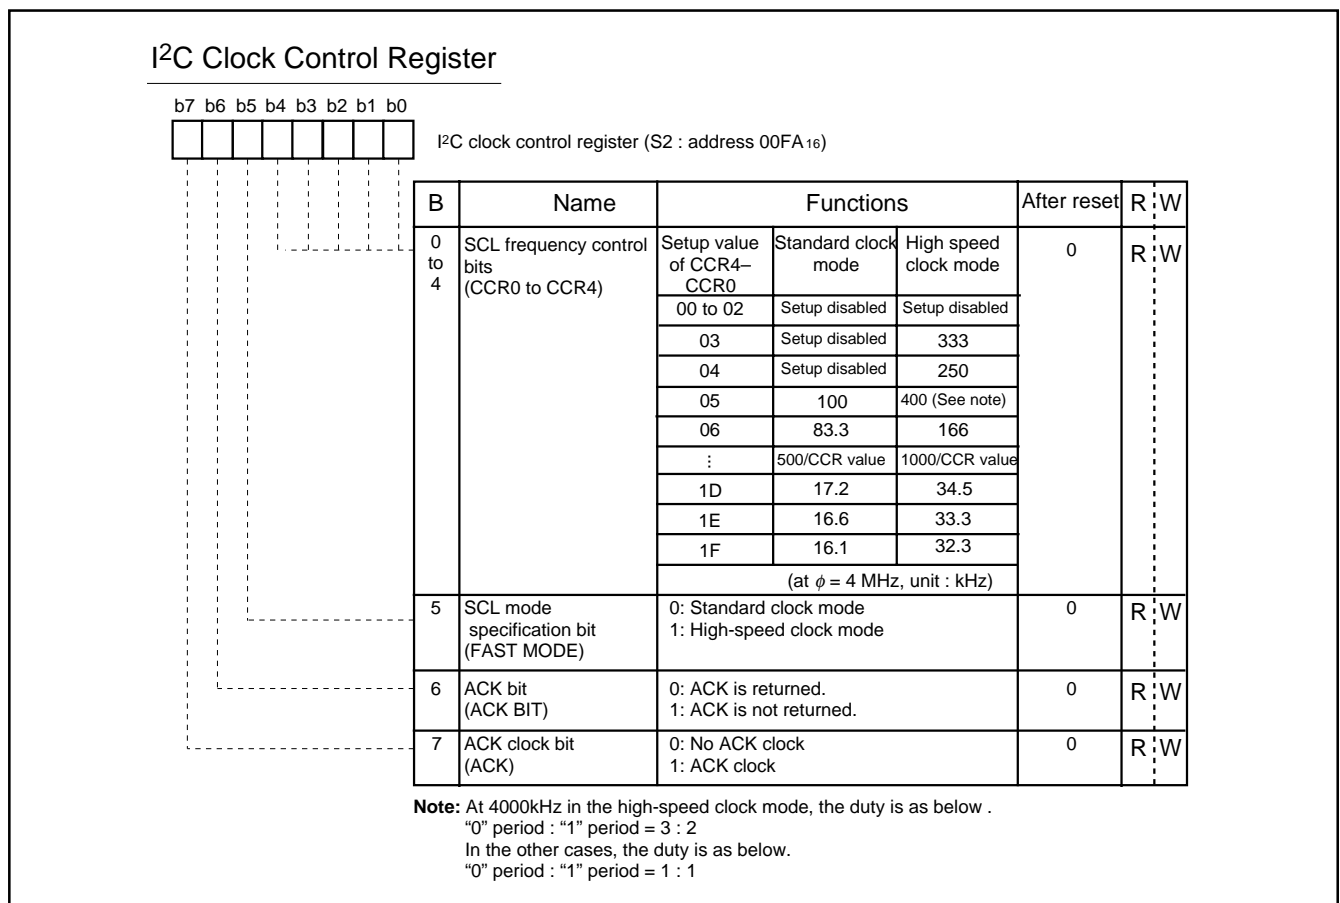 I2C Clock Control Register
b7 b6 b5 b4 b3 b2 b1 b0
I2C clock control register (S2 : address 00FA16)
B Name Functions After reset R W
0 to 4
SCL frequency control bits (CCR0 to CCR4)
Setup value of CCR4–CCR0
Standard clock mode
High speed clock mode
0
R W
00 to 02 Setup disabled Setup disabled
03 Setup disabled 333
04 Setup disabled 250
05 100 400 (See note)
06 83.3 166
⋮ 500/CCR value 1000/CCR value
1D 17.2 34.5
1E 16.6 33.3
1F 16.1 32.3
(at ϕ = 4 MHz, unit : kHz)
5 SCL mode 0: Standard clock mode 0 R W
specification bit 1: High-speed clock mode
(FAST MODE)
6 ACK bit 0: ACK is returned. 0 R W
(ACK BIT) 1: ACK is not returned.
7 ACK clock bit 0: No ACK clock 0 R W
(ACK) 1: ACK clock
Note: At 4000kHz in the high-speed clock mode, the duty is as below .
“0” period : “1” period = 3 : 2
In the other cases, the duty is as below.
“0” period : “1” period = 1 : 1